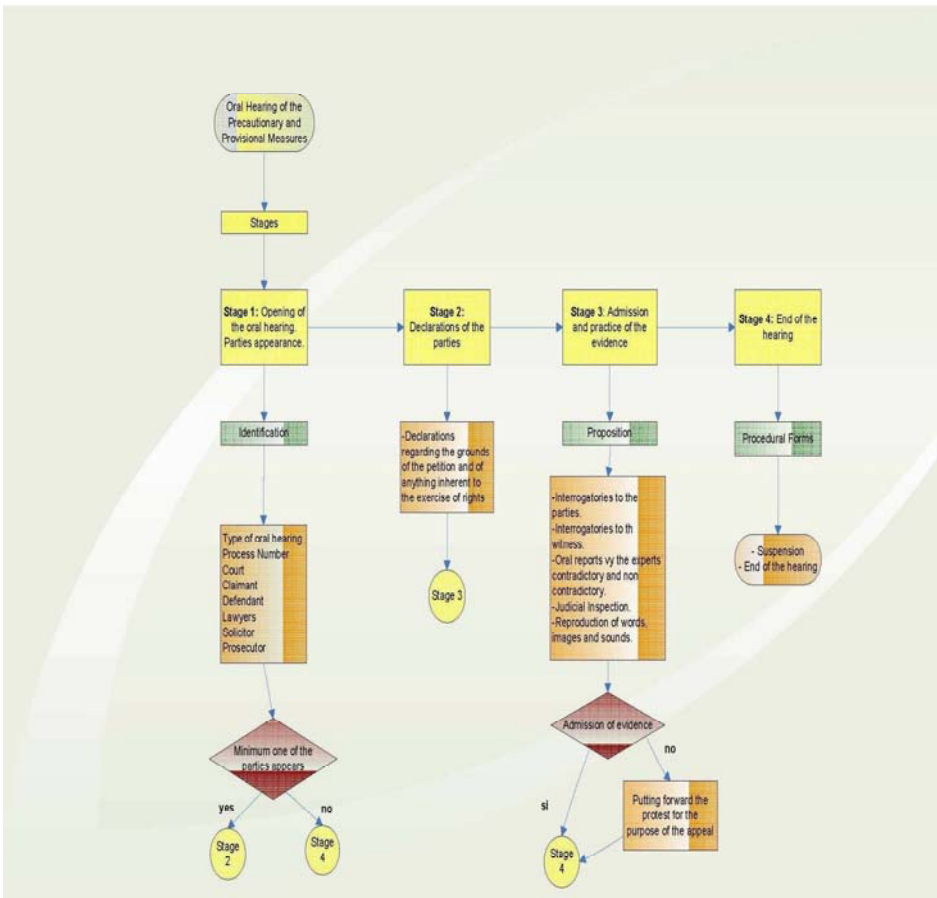 Oral Hearing of the
Precautionary and
Provisional Measures
Stages
Stage 1: Opening of
the oral hearing.
Parties appearance.
Stage 2:
Declarations of the
parties
Stage 3: Admission
and practice of the
evidence
Stage 4: End of the
hearing
Identification
-Declarations
regarding the grounds
of the petition and of
anything inherent to
the exercise of rights
Proposition
Procedural Forms
Type of oral hearing
Process Number
Court
Claimant
Defendant
Lawyers
Solicitor
Prosecutor
Stage 3
-Interrogatories to the
parties.
-Interrogatories to th
witness.
-Oral reports vy the experts
contradictory and non
contradictory.
-Judicial Inspection.
-Reproduction of words,
images and sounds.
- Suspension
- End of the hearing
Minimum one of the
parties appears
yes
no
Stage
2
Stage
4
Admission of evidence
no
si
Putting forward the
protest for the
purpose of the appeal
Stage
4